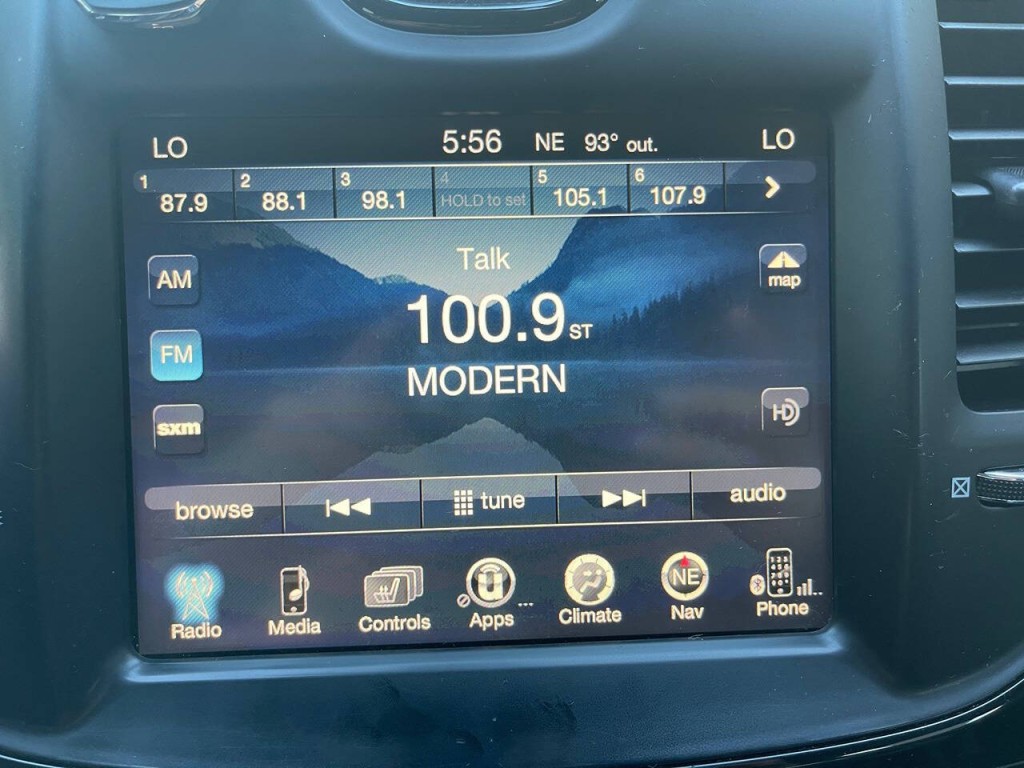 LO 5:56 NE 93° out. LO
1 87.9 2 88.1 3 98.1 4 HOLD to set 5 105.1 6 107.9
Talk
AM
map
100.9 ST
FM
MODERN
HD
sxm
browse tune audio
Radio Media Controls Apps ... Climate NE Nav Phone